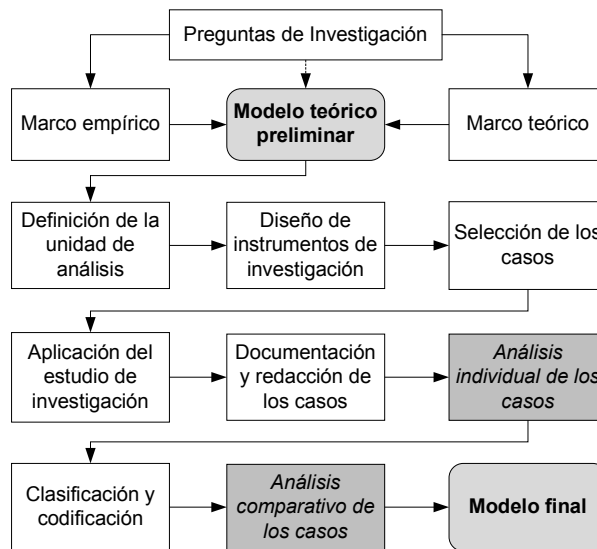 Preguntas de Investigación
Marco empírico
Modelo teórico
preliminar
Marco teórico
Definición de la
unidad de
análisis
Diseño de
instrumentos de
investigación
Selección de los
casos
Aplicación del
estudio de
investigación
Documentación
y redacción de
los casos
Análisis
individual de los
casos
Clasificación y
codificación
Análisis
comparativo de
los casos
Modelo final